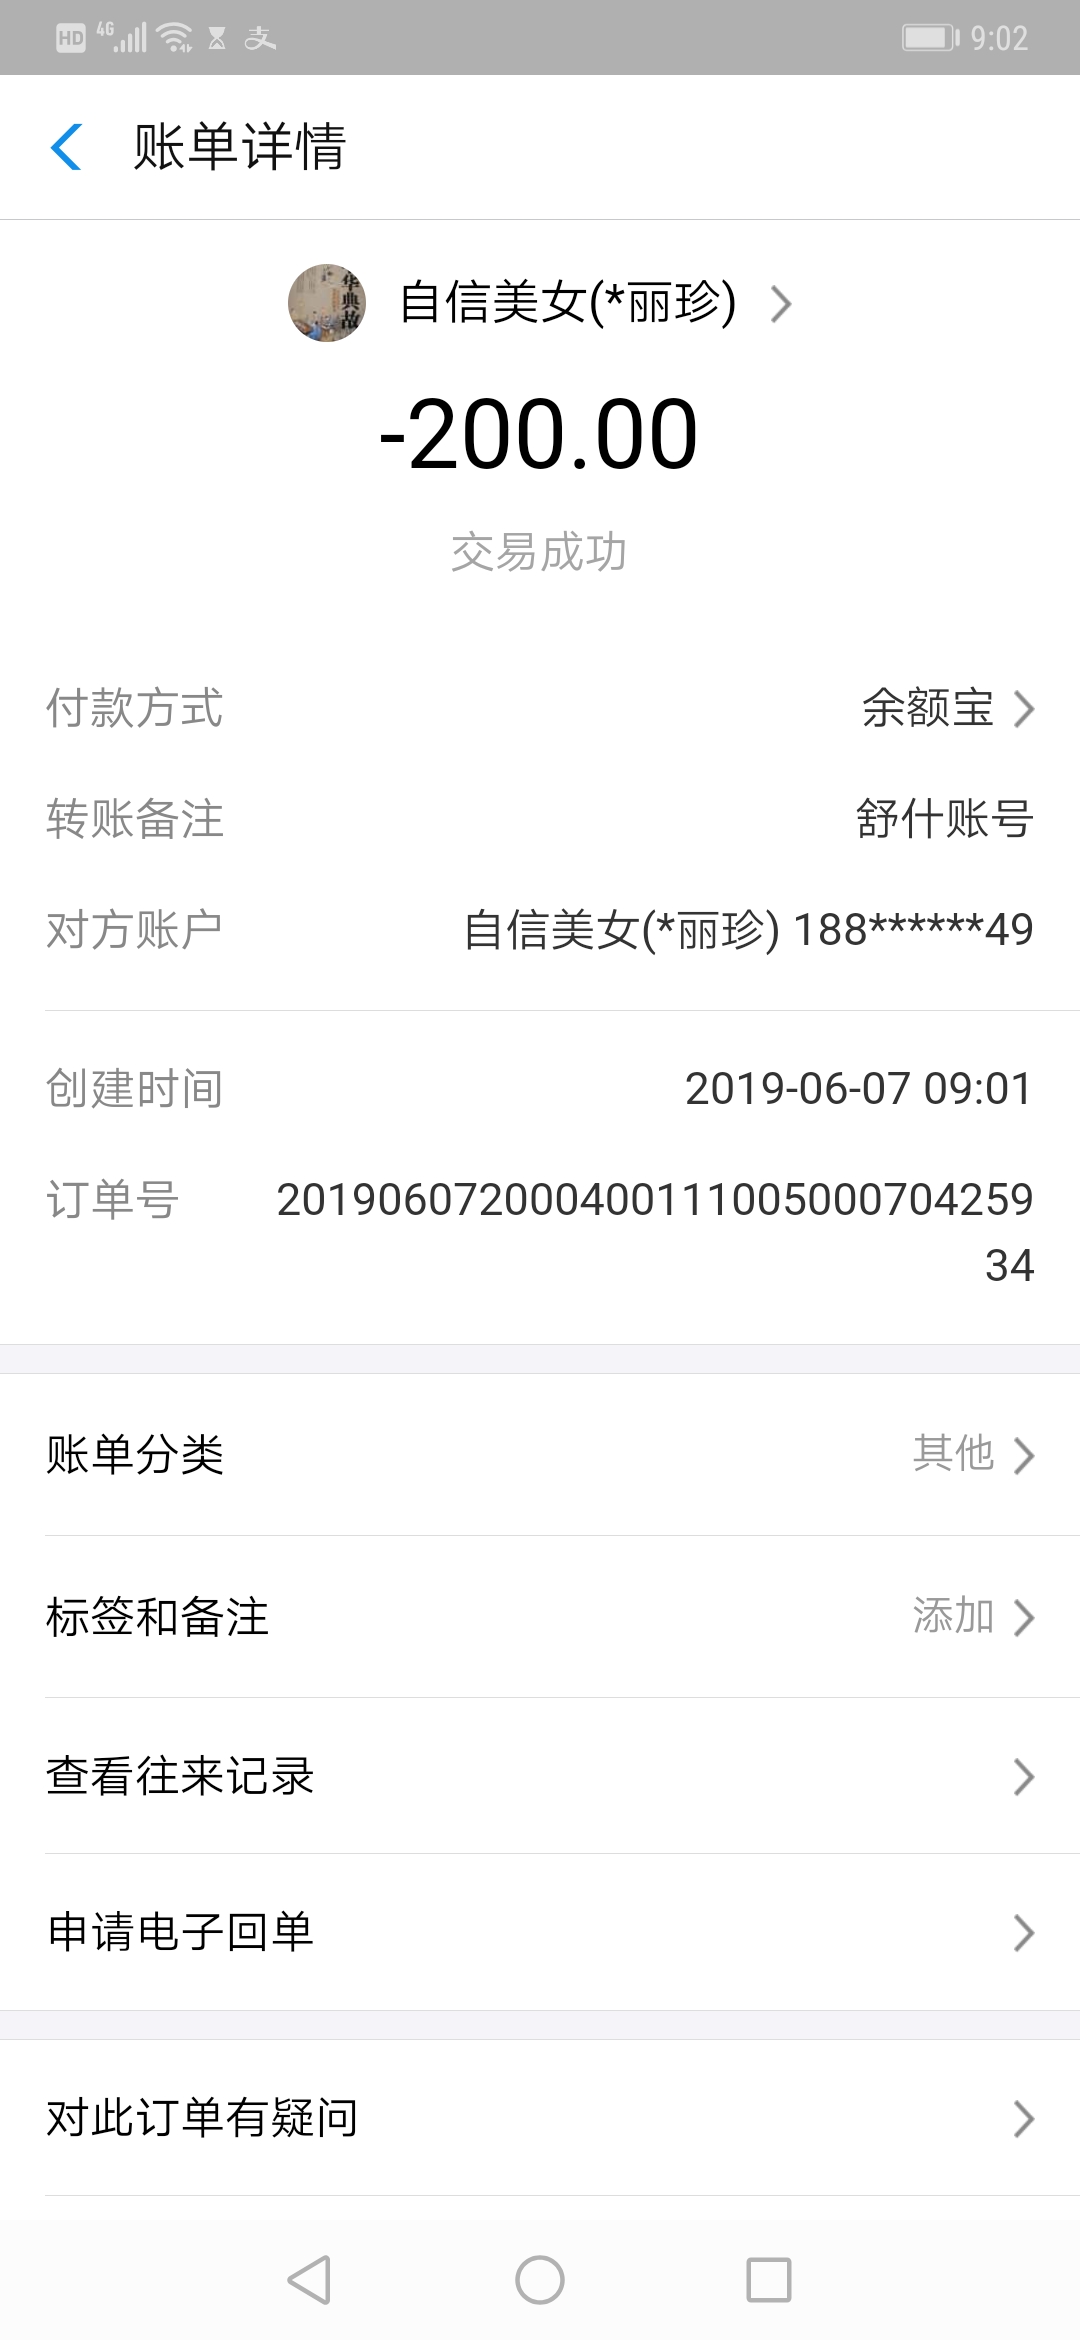 HD 4G 支 9:02
账单详情
华
典
故
自信美女(*丽珍)
-200.00
交易成功
付款方式 余额宝
转账备注 舒什账号
对方账户 自信美女(*丽珍) 188******49
创建时间 2019-06-07 09:01
订单号 20190607200040011100500070425934
34
账单分类 其他
标签和备注 添加
查看往来记录
申请电子回单
对此订单有疑问